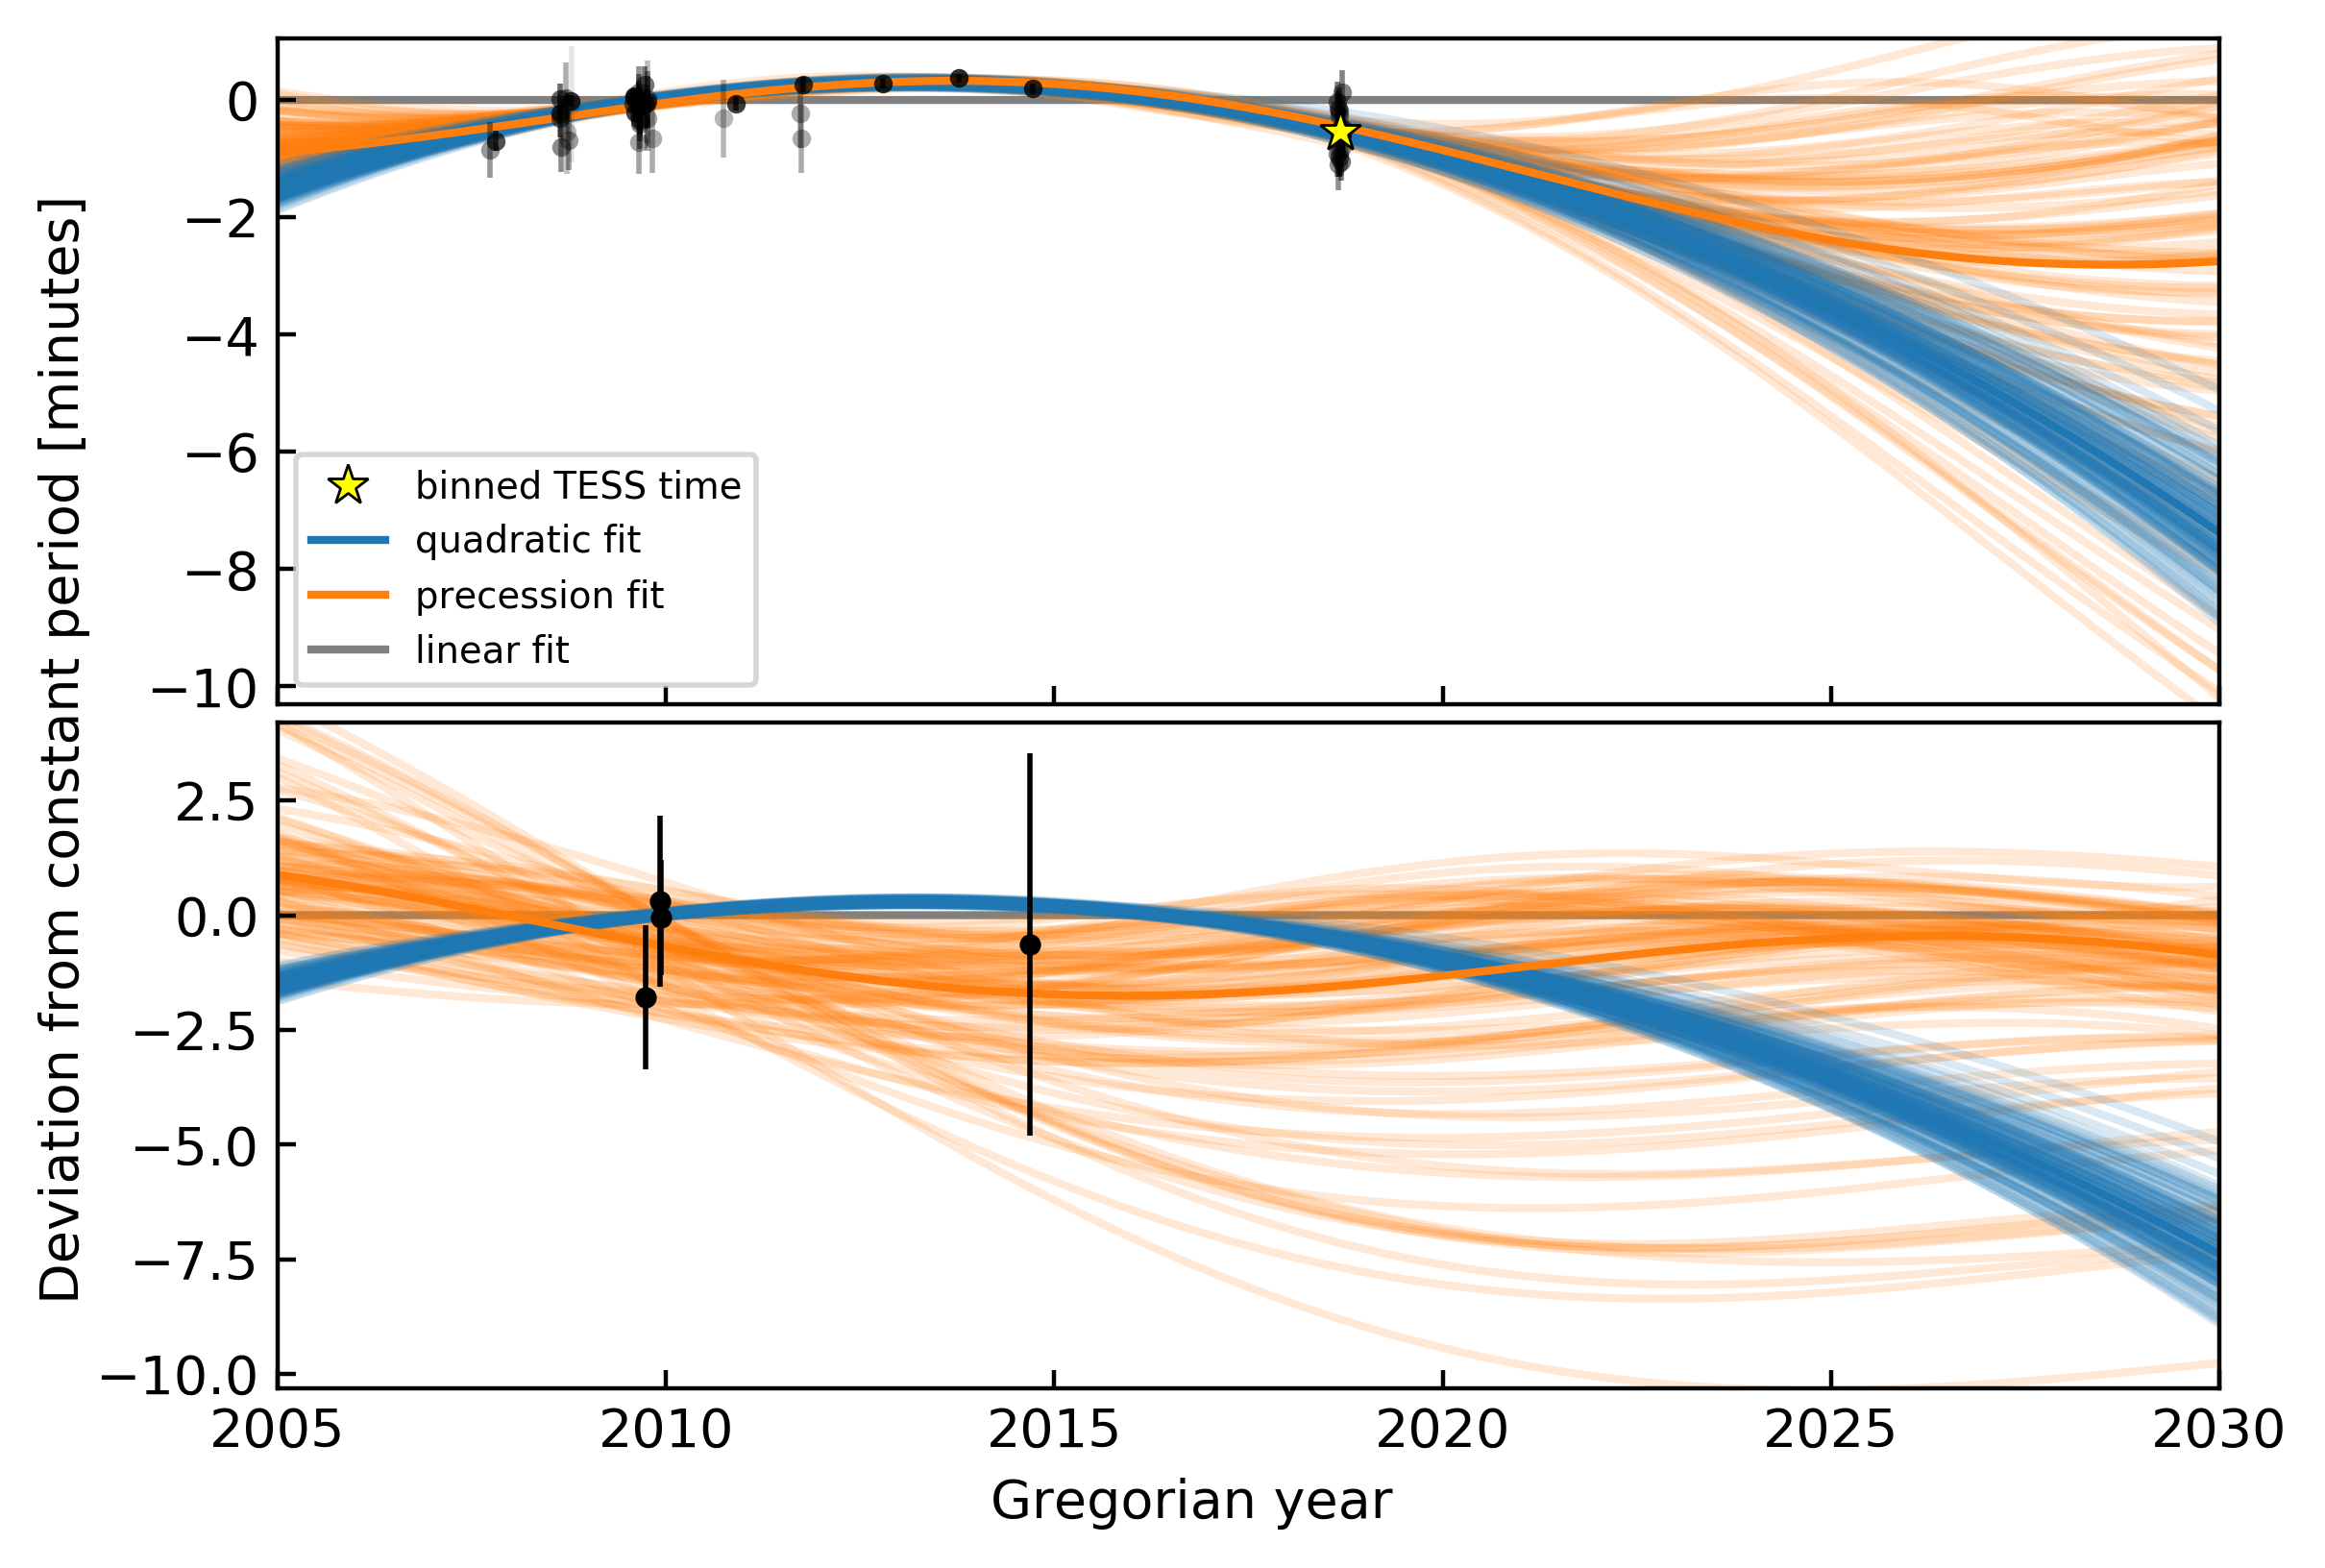 Deviation from constant period [minutes]
0
−2
−4
−6
−8
−10
binned TESS time
quadratic fit
precession fit
linear fit
2.5
0.0
−2.5
−5.0
−7.5
−10.0
2005 2010 2015 2020 2025 2030
Gregorian year